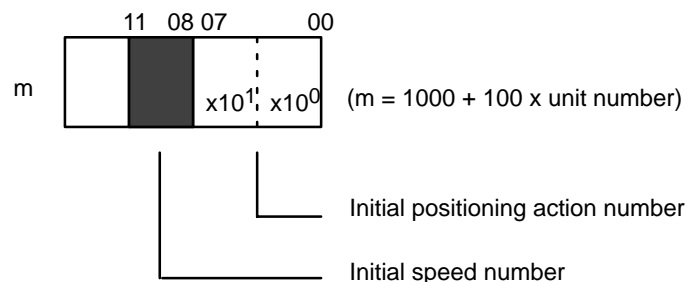 11 08 07 00
m x10¹ x10⁰ (m = 1000 + 100 x unit number)
Initial positioning action number
Initial speed number